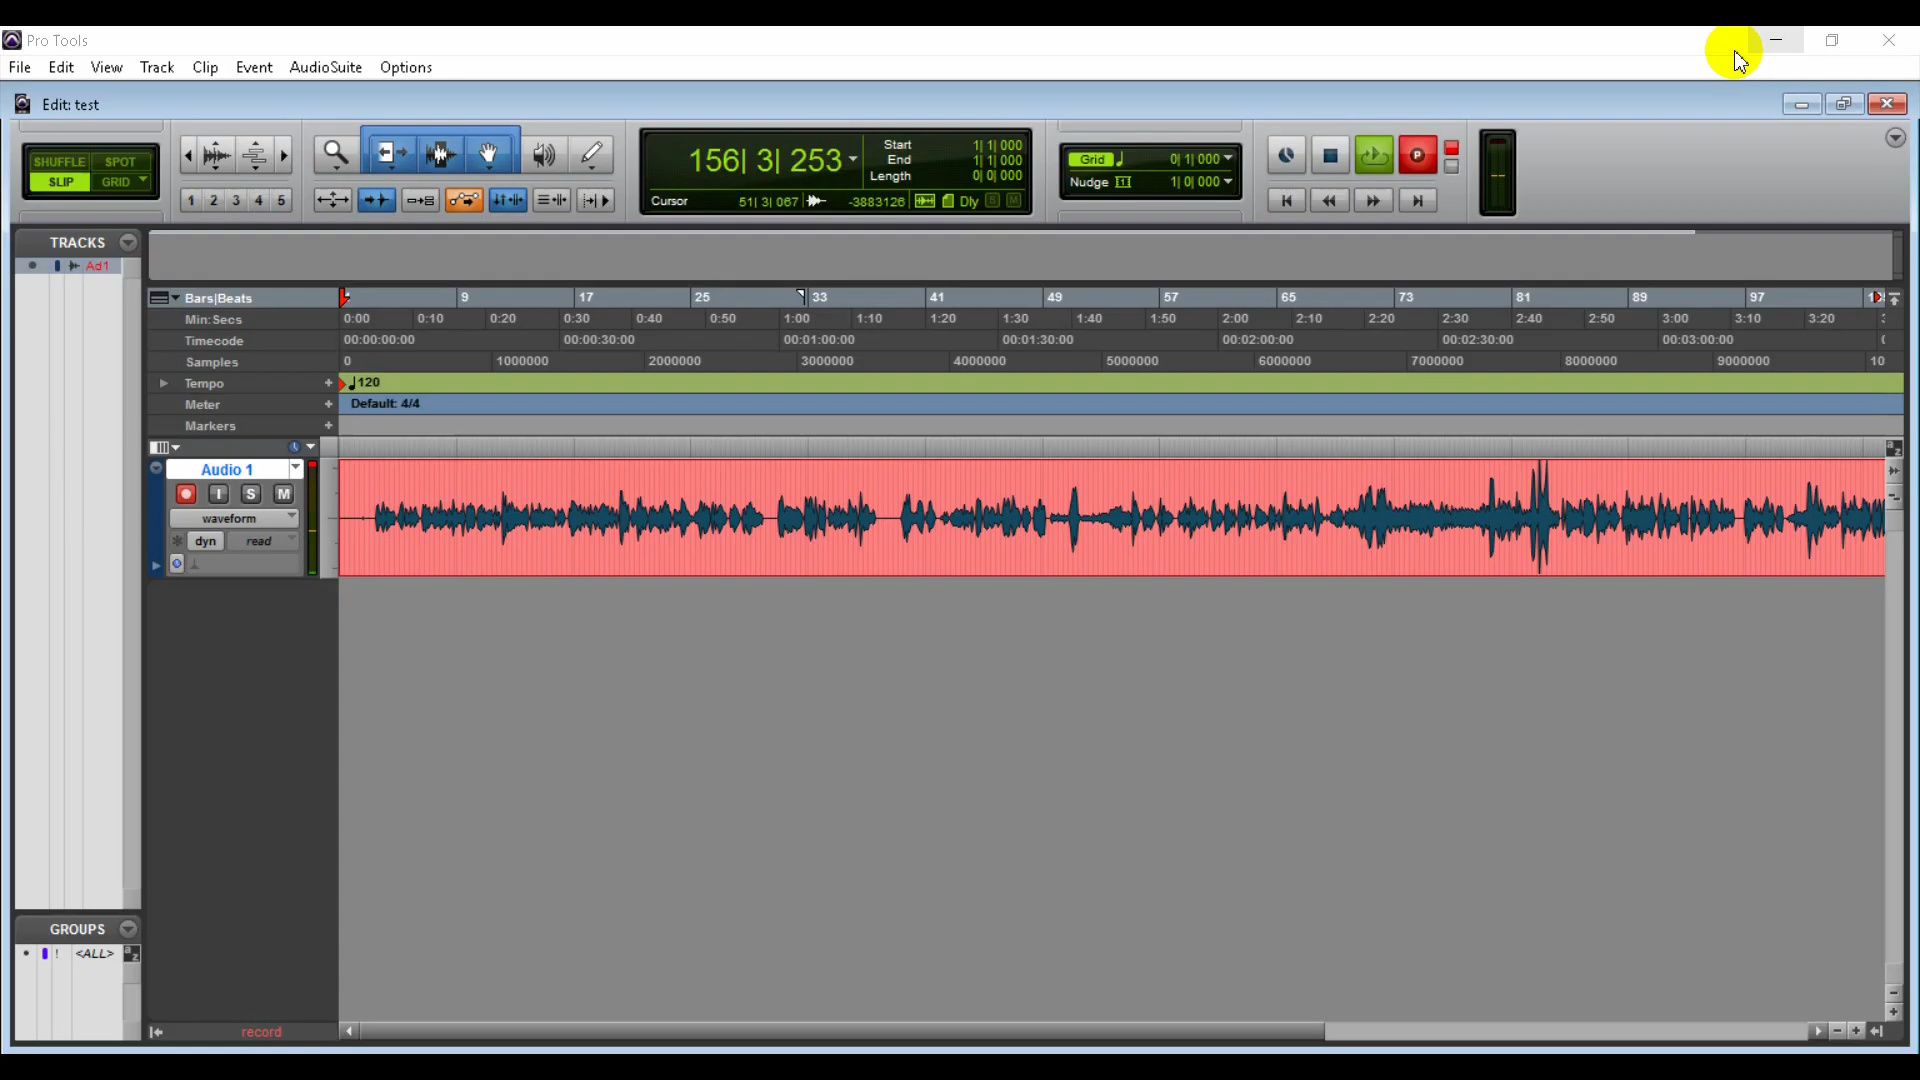 Pro Tools
File Edit View Track Clip Event AudioSuite Options
Edit: test
SHUFFLE SPOT
SLIP GRID
1 2 3 4 5
156| 3| 253
Start 1| 1| 000
End 1| 1| 000
Length 0| 0| 000
Cursor 51| 3| 067 -3883126 Dly S M
Grid 0| 1| 000
Nudge 1| 0| 000
P
TRACKS
Ad1
Bars|Beats 9 17 25 33 41 49 57 65 73 81 89 97
Min:Secs 0:00 0:10 0:20 0:30 0:40 0:50 1:00 1:10 1:20 1:30 1:40 1:50 2:00 2:10 2:20 2:30 2:40 2:50 3:00 3:10 3:20
Timecode 00:00:00:00 00:00:30:00 00:01:00:00 00:01:30:00 00:02:00:00 00:02:30:00 00:03:00:00
Samples 0 1000000 2000000 3000000 4000000 5000000 6000000 7000000 8000000 9000000 10
Tempo + 120
Meter + Default: 4/4
Markers +
Audio 1
I S M
waveform
dyn read
GROUPS
! <ALL> a z
record